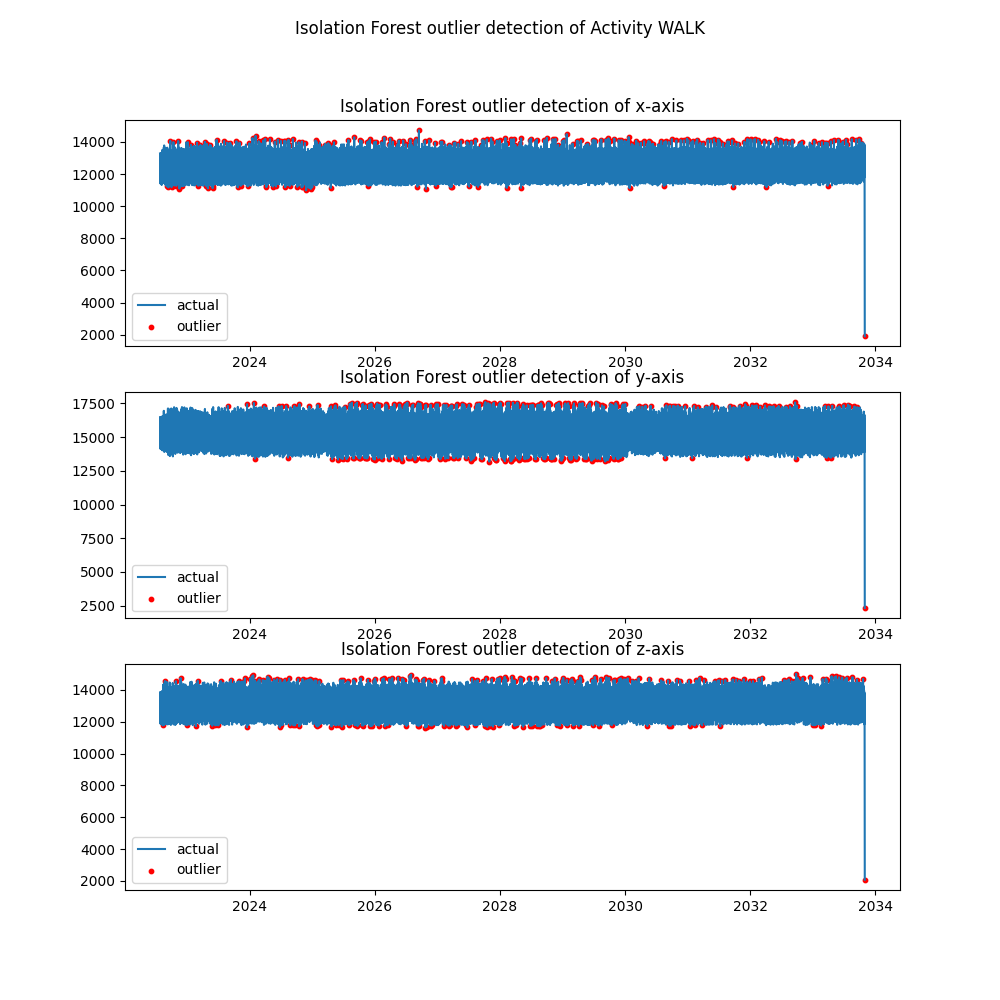 Isolation Forest outlier detection of Activity WALK
Isolation Forest outlier detection of x-axis
14000
12000
10000
8000
6000
4000
2000
actual
outlier
2024 2026 2028 2030 2032 2034
Isolation Forest outlier detection of y-axis
17500
15000
12500
10000
7500
5000
2500
actual
outlier
2024 2026 2028 2030 2032 2034
Isolation Forest outlier detection of z-axis
14000
12000
10000
8000
6000
4000
2000
actual
outlier
2024 2026 2028 2030 2032 2034